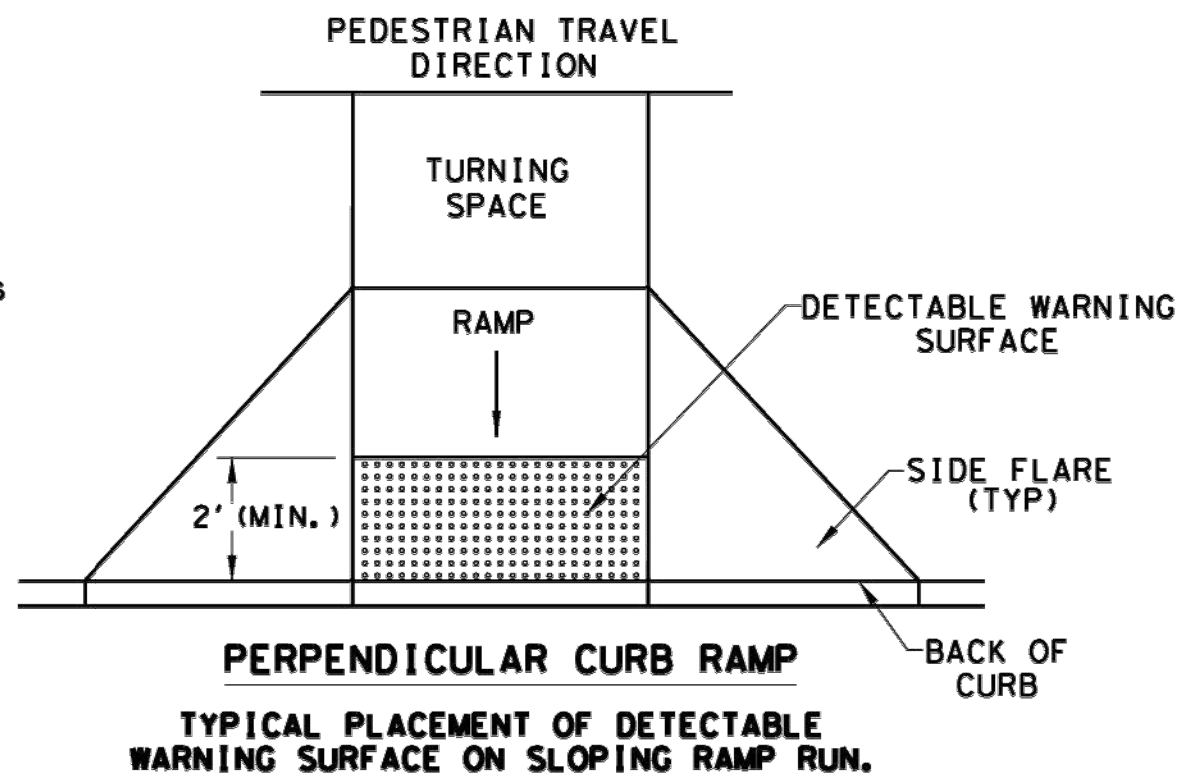 PEDESTRIAN TRAVEL
DIRECTION
TURNING
SPACE
S
RAMP
DETECTABLE WARNING
SURFACE
SIDE FLARE
(TYP)
2' (MIN.)
BACK OF
CURB
PERPENDICULAR CURB RAMP
TYPICAL PLACEMENT OF DETECTABLE
WARNING SURFACE ON SLOPING RAMP RUN.